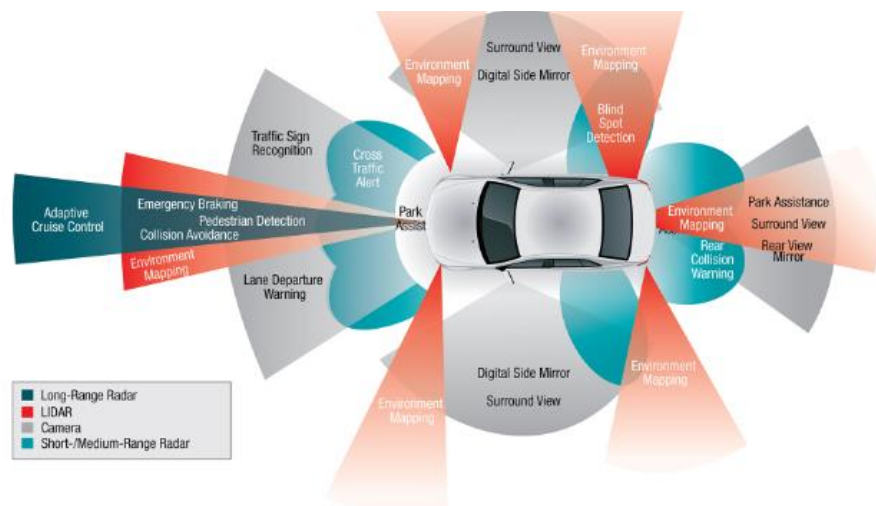 Surround View
Digital Side Mirror
Environment
Mapping
Environment
Mapping
Blind
Spot
Detection
Traffic Sign
Recognition
Cross
Traffic
Alert
Adaptive
Cruise Control
Emergency Braking
Pedestrian Detection
Collision Avoidance
Environment
Mapping
Park
Assist
Lane Departure
Warning
Environment
Mapping
Rear
Collision
Warning
Park Assistance
Surround View
Rear View
Mirror
Digital Side Mirror
Surround View
Environment
Mapping
Environment
Mapping
Long-Range Radar
LIDAR
Camera
Short-/Medium-Range Radar